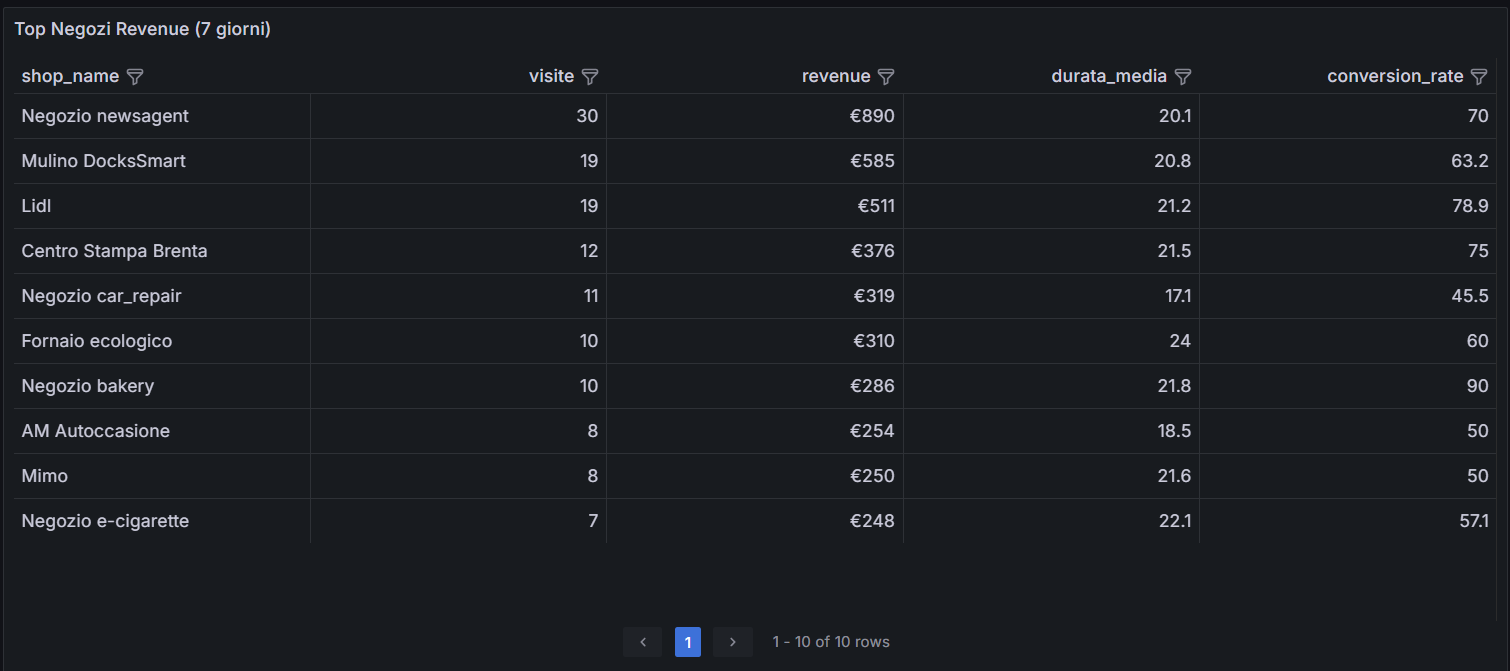 Top Negozi Revenue (7 giorni)
shop_name visite revenue durata_media conversion_rate
Negozio newsagent 30 €890 20.1 70
Mulino DocksSmart 19 €585 20.8 63.2
Lidl 19 €511 21.2 78.9
Centro Stampa Brenta 12 €376 21.5 75
Negozio car_repair 11 €319 17.1 45.5
Fornaio ecologico 10 €310 24 60
Negozio bakery 10 €286 21.8 90
AM Autoccasione 8 €254 18.5 50
Mimo 8 €250 21.6 50
Negozio e-cigarette 7 €248 22.1 57.1
1 1 - 10 of 10 rows